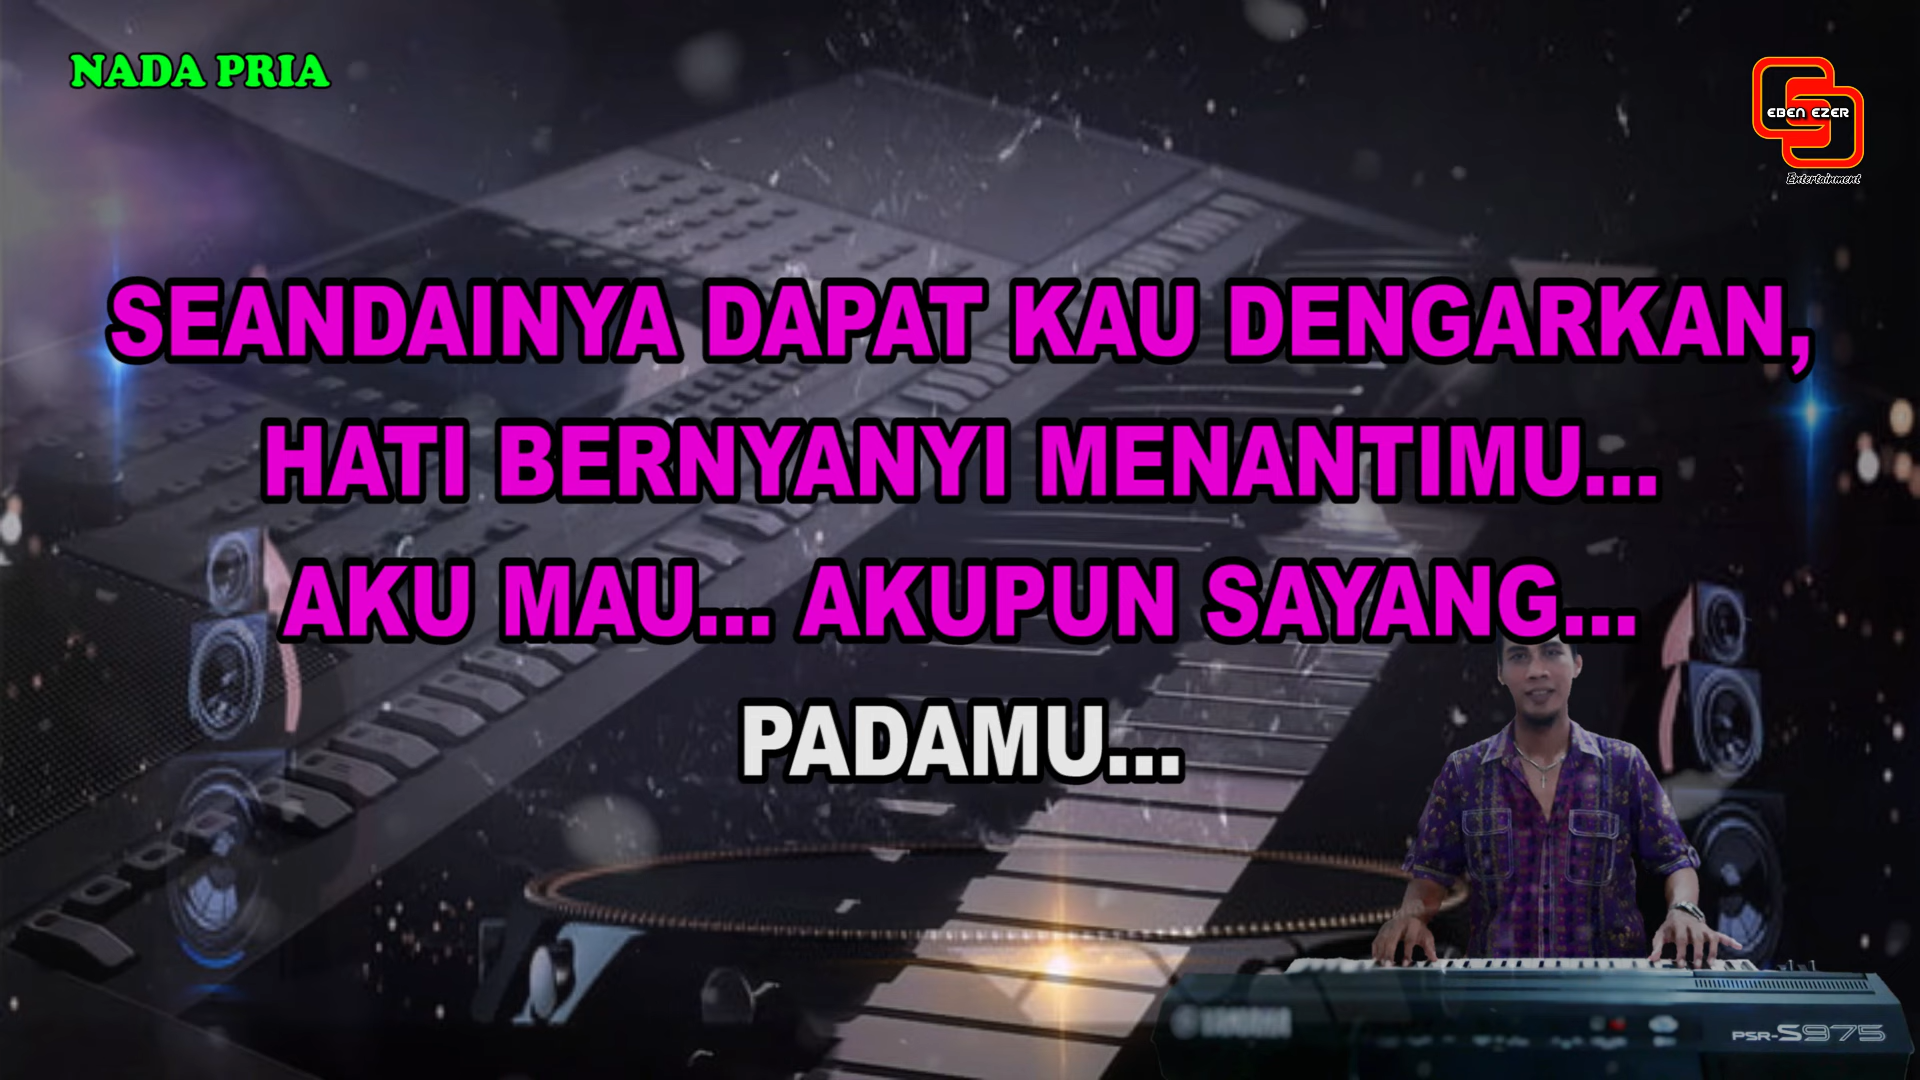 NADA PRIA
EBEN EZER
Entertainment
SEANDAINYA DAPAT KAU DENGARKAN,
HATI BERNYANYI MENANTIMU...
AKU MAU... AKUPUN SAYANG...
PADAMU...
YAMAHA
PSR-S975